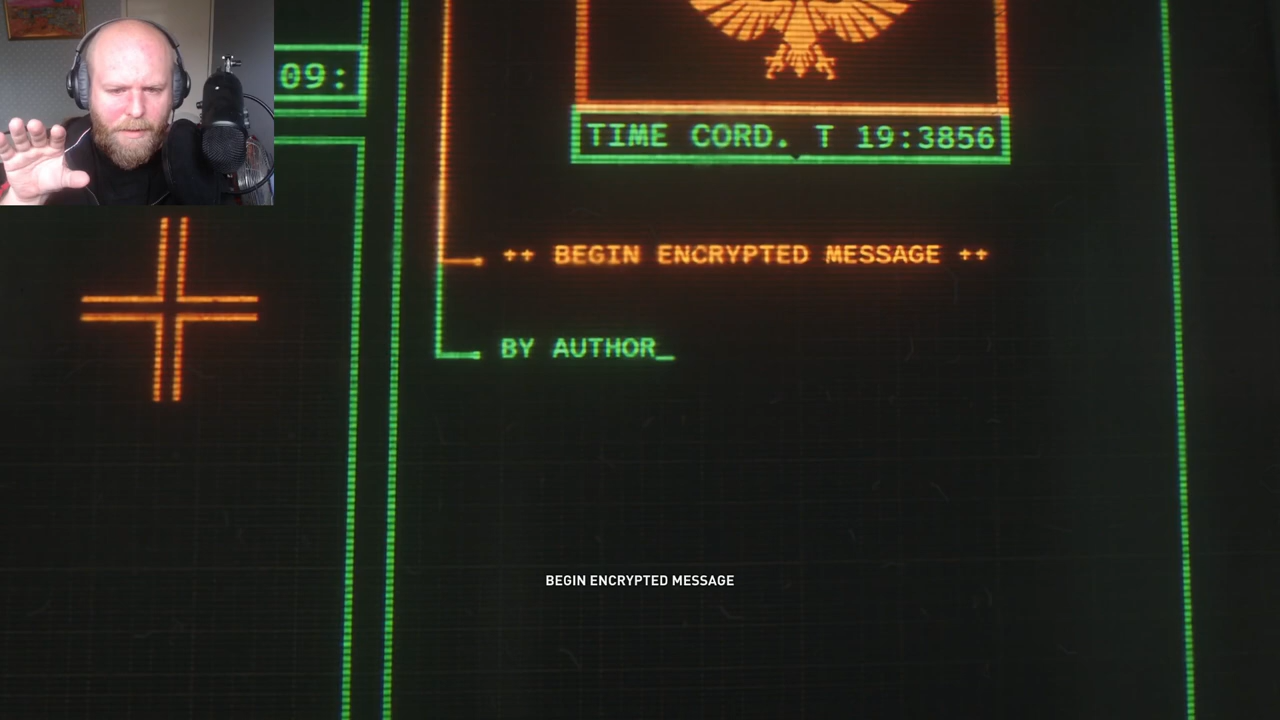 09:
TIME CORD. T 19:3856
++ BEGIN ENCRYPTED MESSAGE ++
BY AUTHOR_
BEGIN ENCRYPTED MESSAGE